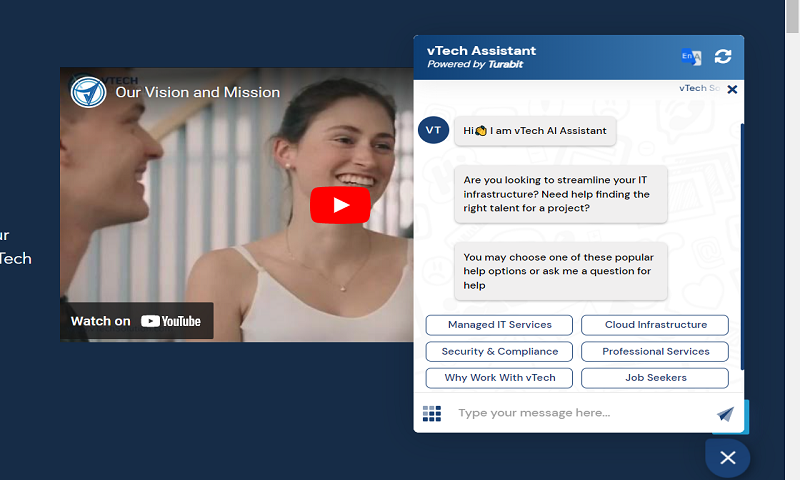 ur
Tech
VTECH
Our Vision and Mission
Watch on YouTube
vTech Assistant
Powered by Turabit
En
vTech So
VT
Hi👏 I am vTech AI Assistant
Are you looking to streamline your IT
infrastructure? Need help finding the
right talent for a project?
You may choose one of these popular
help options or ask me a question for
help
Managed IT Services
Cloud Infrastructure
Security & Compliance
Professional Services
Why Work With vTech
Job Seekers
Type your message here...